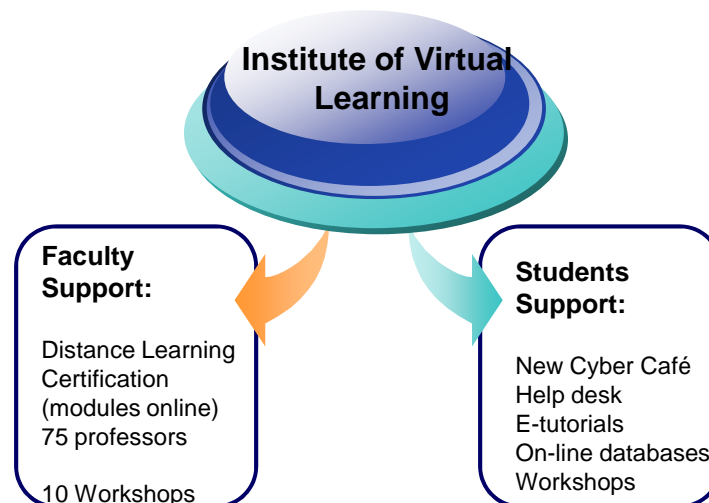 Institute of Virtual
Learning
Faculty
Support:
Distance Learning
Certification
(modules online)
75 professors
10 Workshops
Students
Support:
New Cyber Café
Help desk
E-tutorials
On-line databases
Workshops